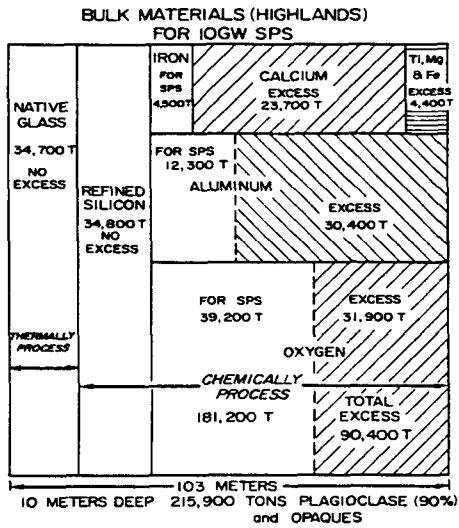 BULK MATERIALS (HIGHLANDS)
FOR 10GW SPS
NATIVE
GLASS
34,700 T
NO
EXCESS
THERMALLY
PROCESS
REFINED
SILICON
34,800 T
NO
EXCESS
IRON
FOR
SPS
4,500 T
CALCIUM
EXCESS
23,700 T
Ti, Mg
& Fe
EXCESS
4,400 T
FOR SPS
12,300 T
ALUMINUM
EXCESS
30,400 T
FOR SPS
39,200 T
EXCESS
31,900 T
OXYGEN
CHEMICALLY
PROCESS
181,200 T
TOTAL
EXCESS
90,400 T
103 METERS
10 METERS DEEP 215,900 TONS PLAGIOCLASE (90%)
and OPAQUES